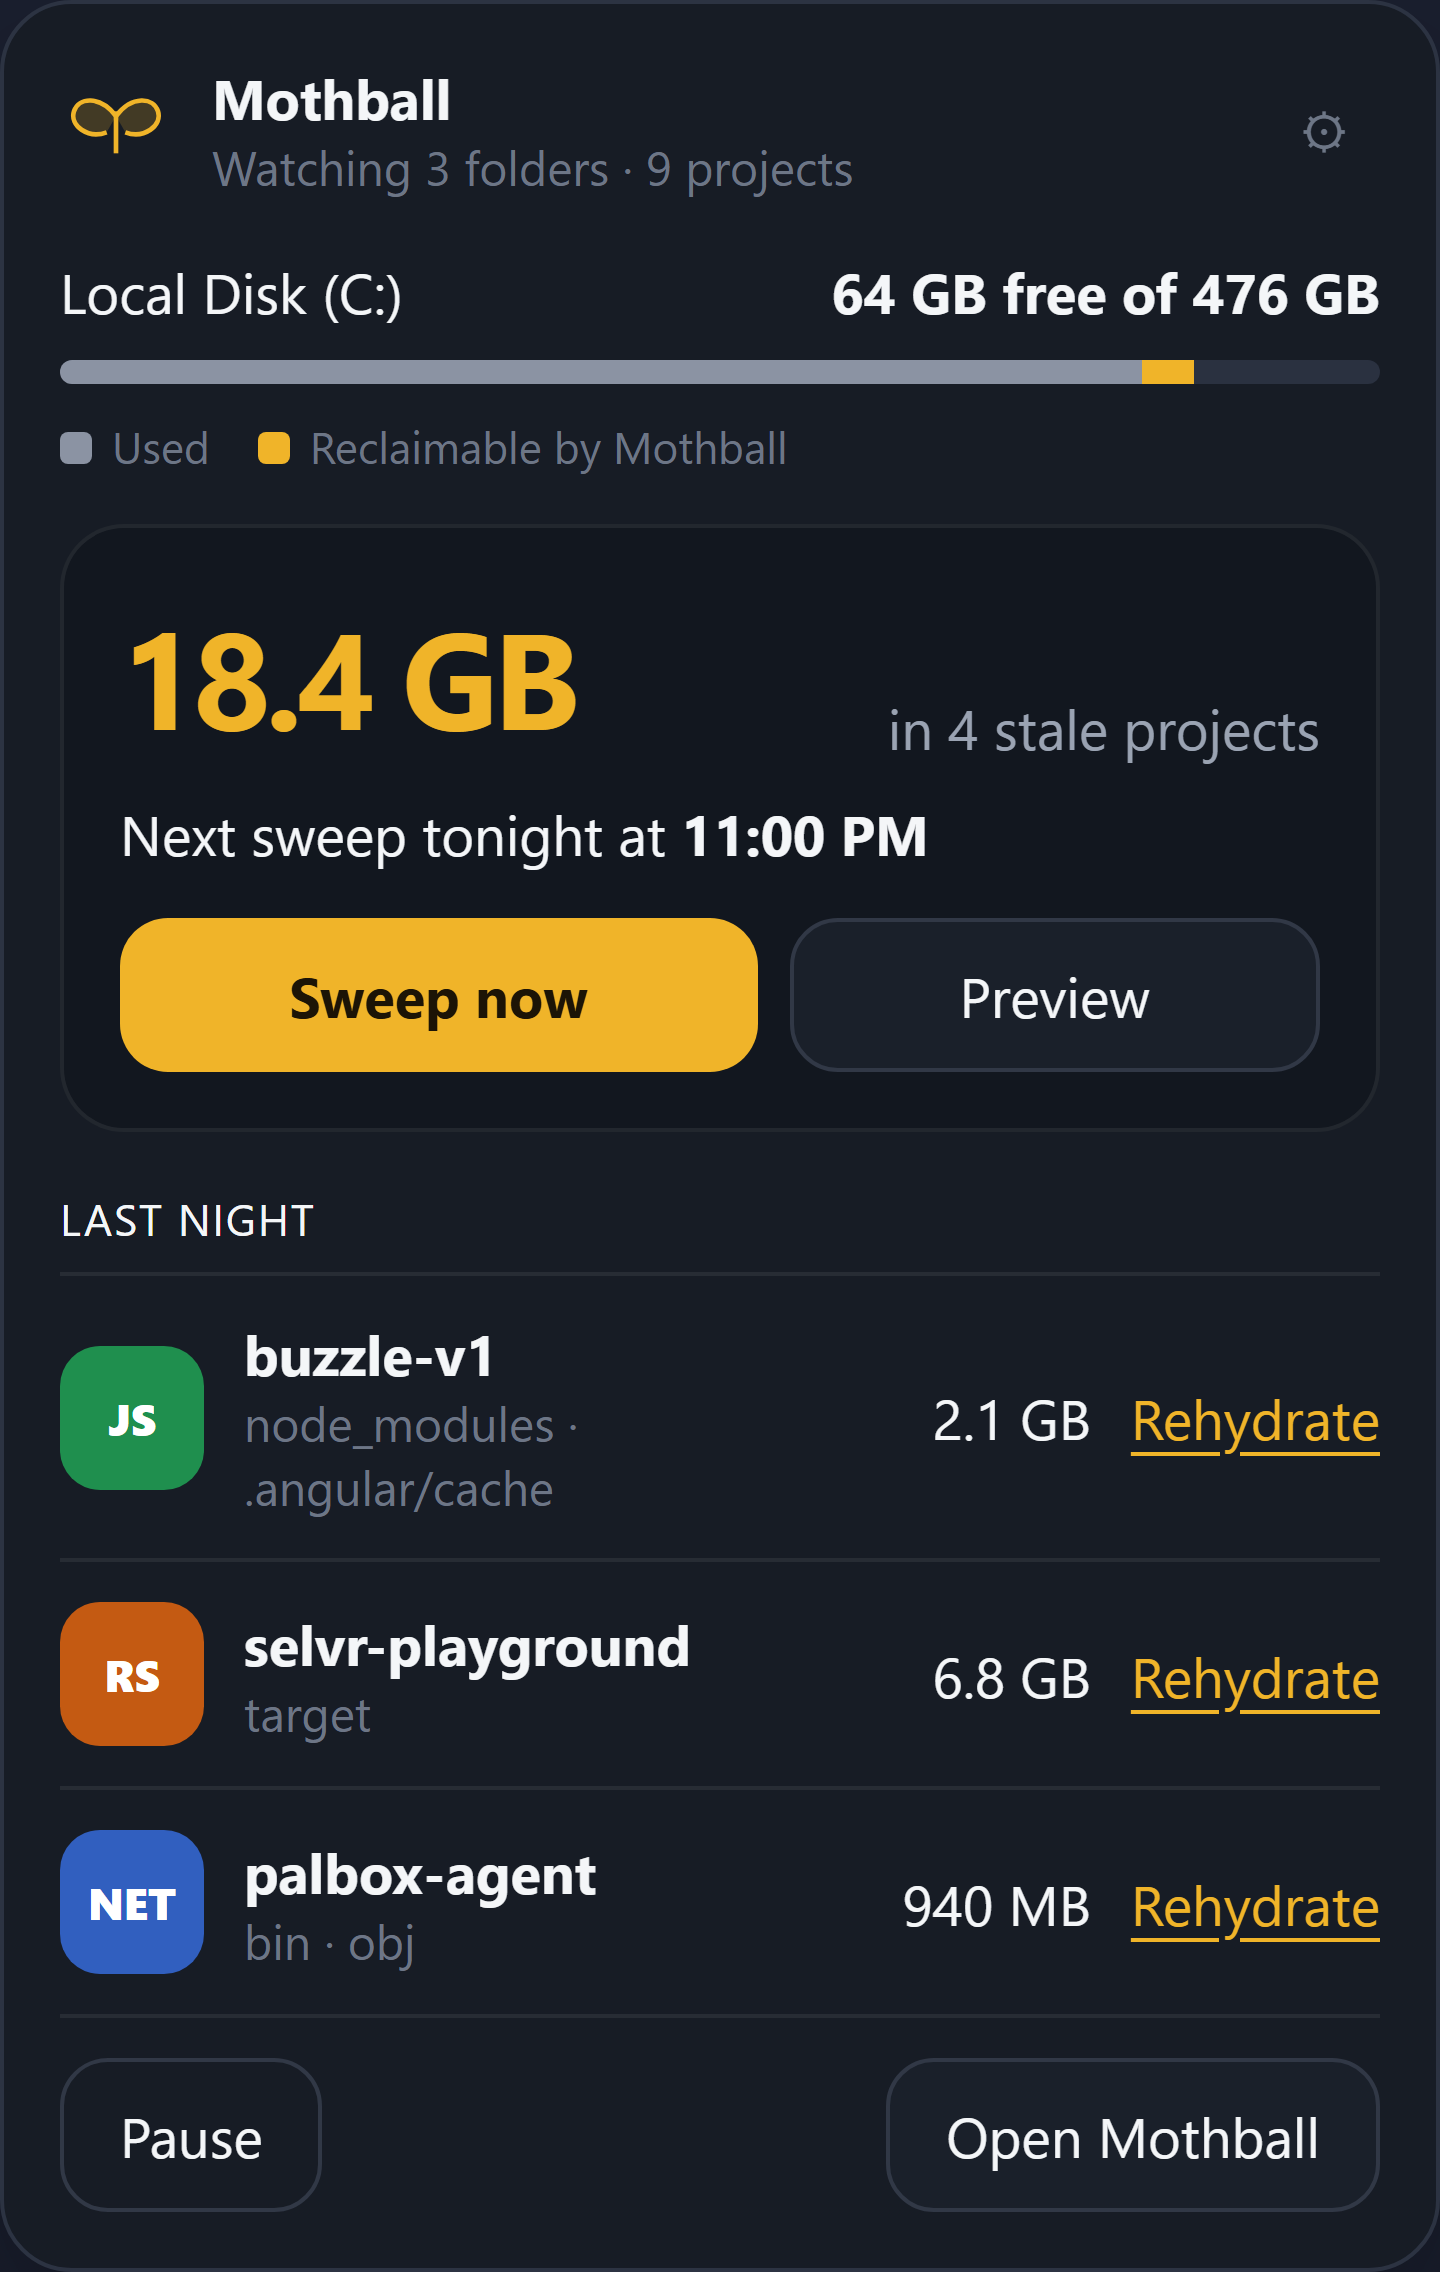 Mothball
Watching 3 folders · 9 projects
Local Disk (C:) 64 GB free of 476 GB
Used Reclaimable by Mothball
18.4 GB in 4 stale projects
Next sweep tonight at 11:00 PM
Sweep now Preview
LAST NIGHT
JS buzzle-v1
node_modules ·
.angular/cache
2.1 GB Rehydrate
RS selvr-playground
target
6.8 GB Rehydrate
NET palbox-agent
bin · obj
940 MB Rehydrate
Pause Open Mothball